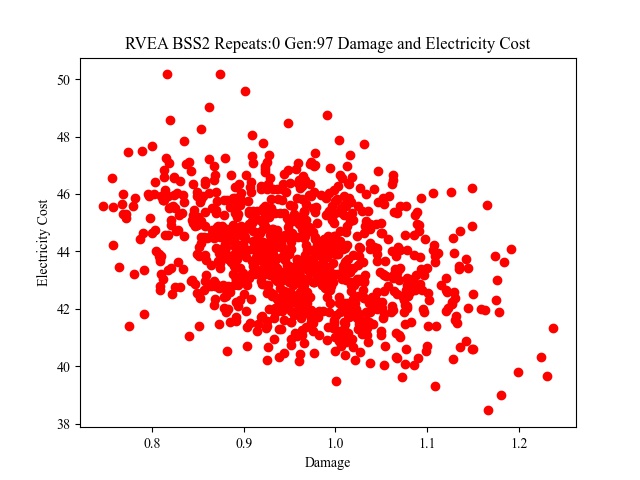 RVEA BSS2 Repeats:0 Gen:97 Damage and Electricity Cost
50
48
46
44
42
40
38
Electricity Cost
0.8 0.9 1.0 1.1 1.2
Damage